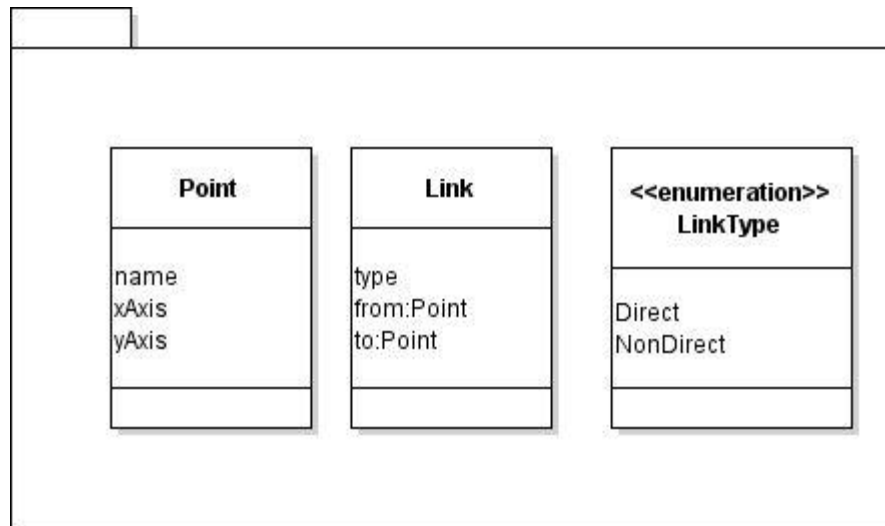 Point
name
xAxis
yAxis
Link
type
from:Point
to:Point
<<enumeration>>
LinkType
Direct
NonDirect